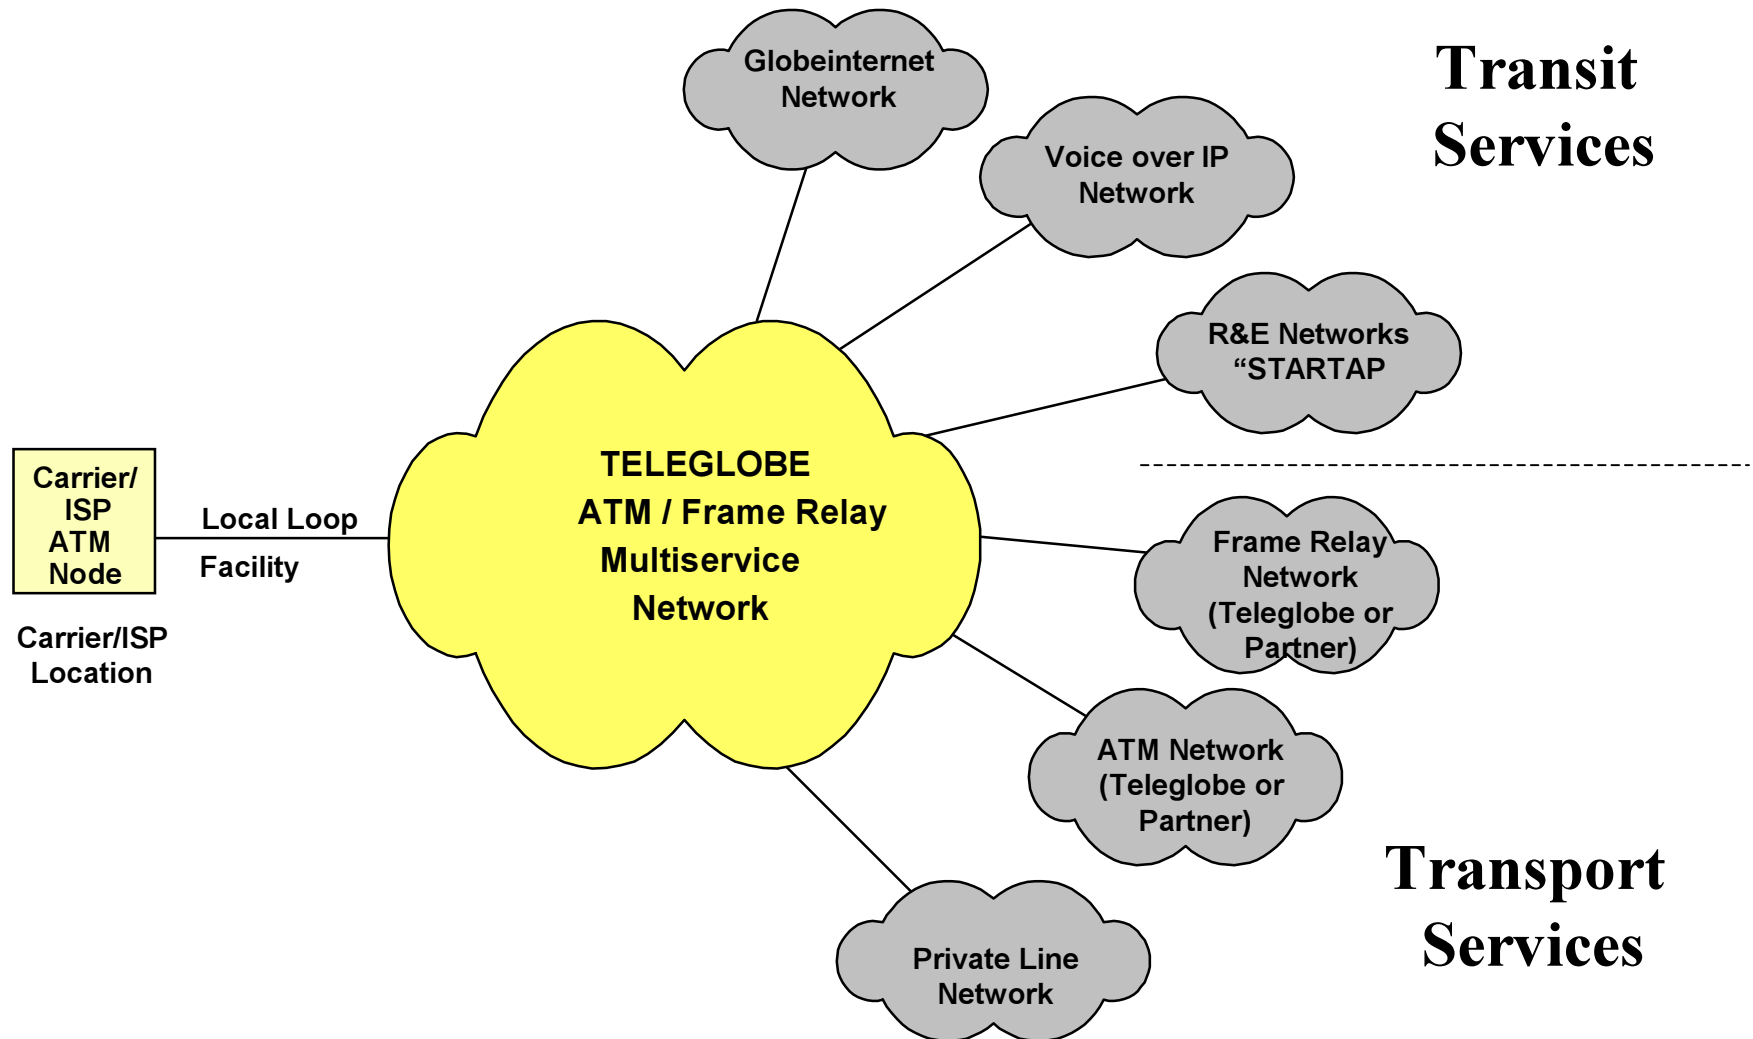 Globeinternet
Network
Transit
Services
Voice over IP
Network
R&E Networks
“STARTAP
TELEGLOBE
ATM / Frame Relay
Multiservice
Network
Carrier/
ISP
ATM
Node
Local Loop
Facility
Carrier/ISP
Location
Frame Relay
Network
(Teleglobe or
Partner)
ATM Network
(Teleglobe or
Partner)
Transport
Services
Private Line
Network